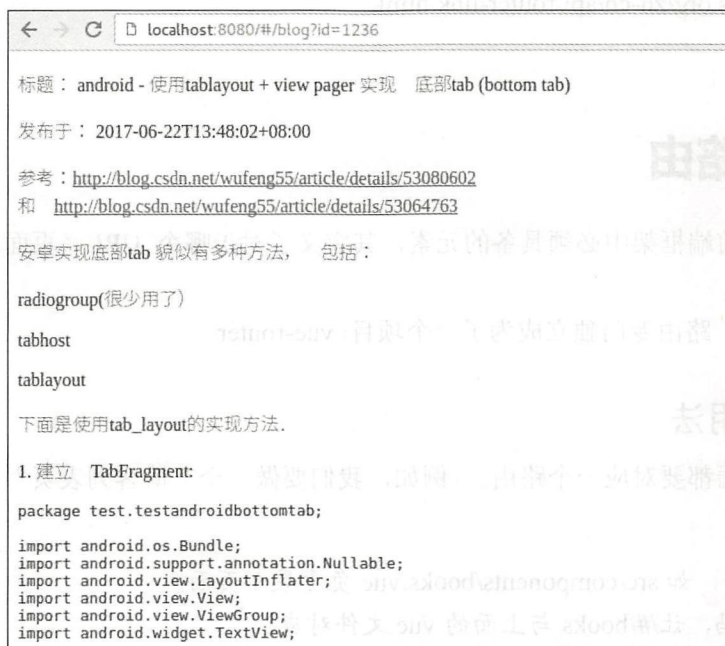 localhost:8080/#/blog?id=1236
标题： android - 使用tablayout + view pager 实现 底部tab (bottom tab)
发布于： 2017-06-22T13:48:02+08:00
参考：http://blog.csdn.net/wufeng55/article/details/53080602
和 http://blog.csdn.net/wufeng55/article/details/53064763
安卓实现底部tab 貌似有多种方法， 包括：
radiogroup(很少用了)
tabhost
tablayout
下面是使用tab_layout的实现方法.
1. 建立 TabFragment:
package test.testandroidbottomtab;
import android.os.Bundle;
import android.support.annotation.Nullable;
import android.view.LayoutInflater;
import android.view.View;
import android.view.ViewGroup;
import android.widget.TextView;